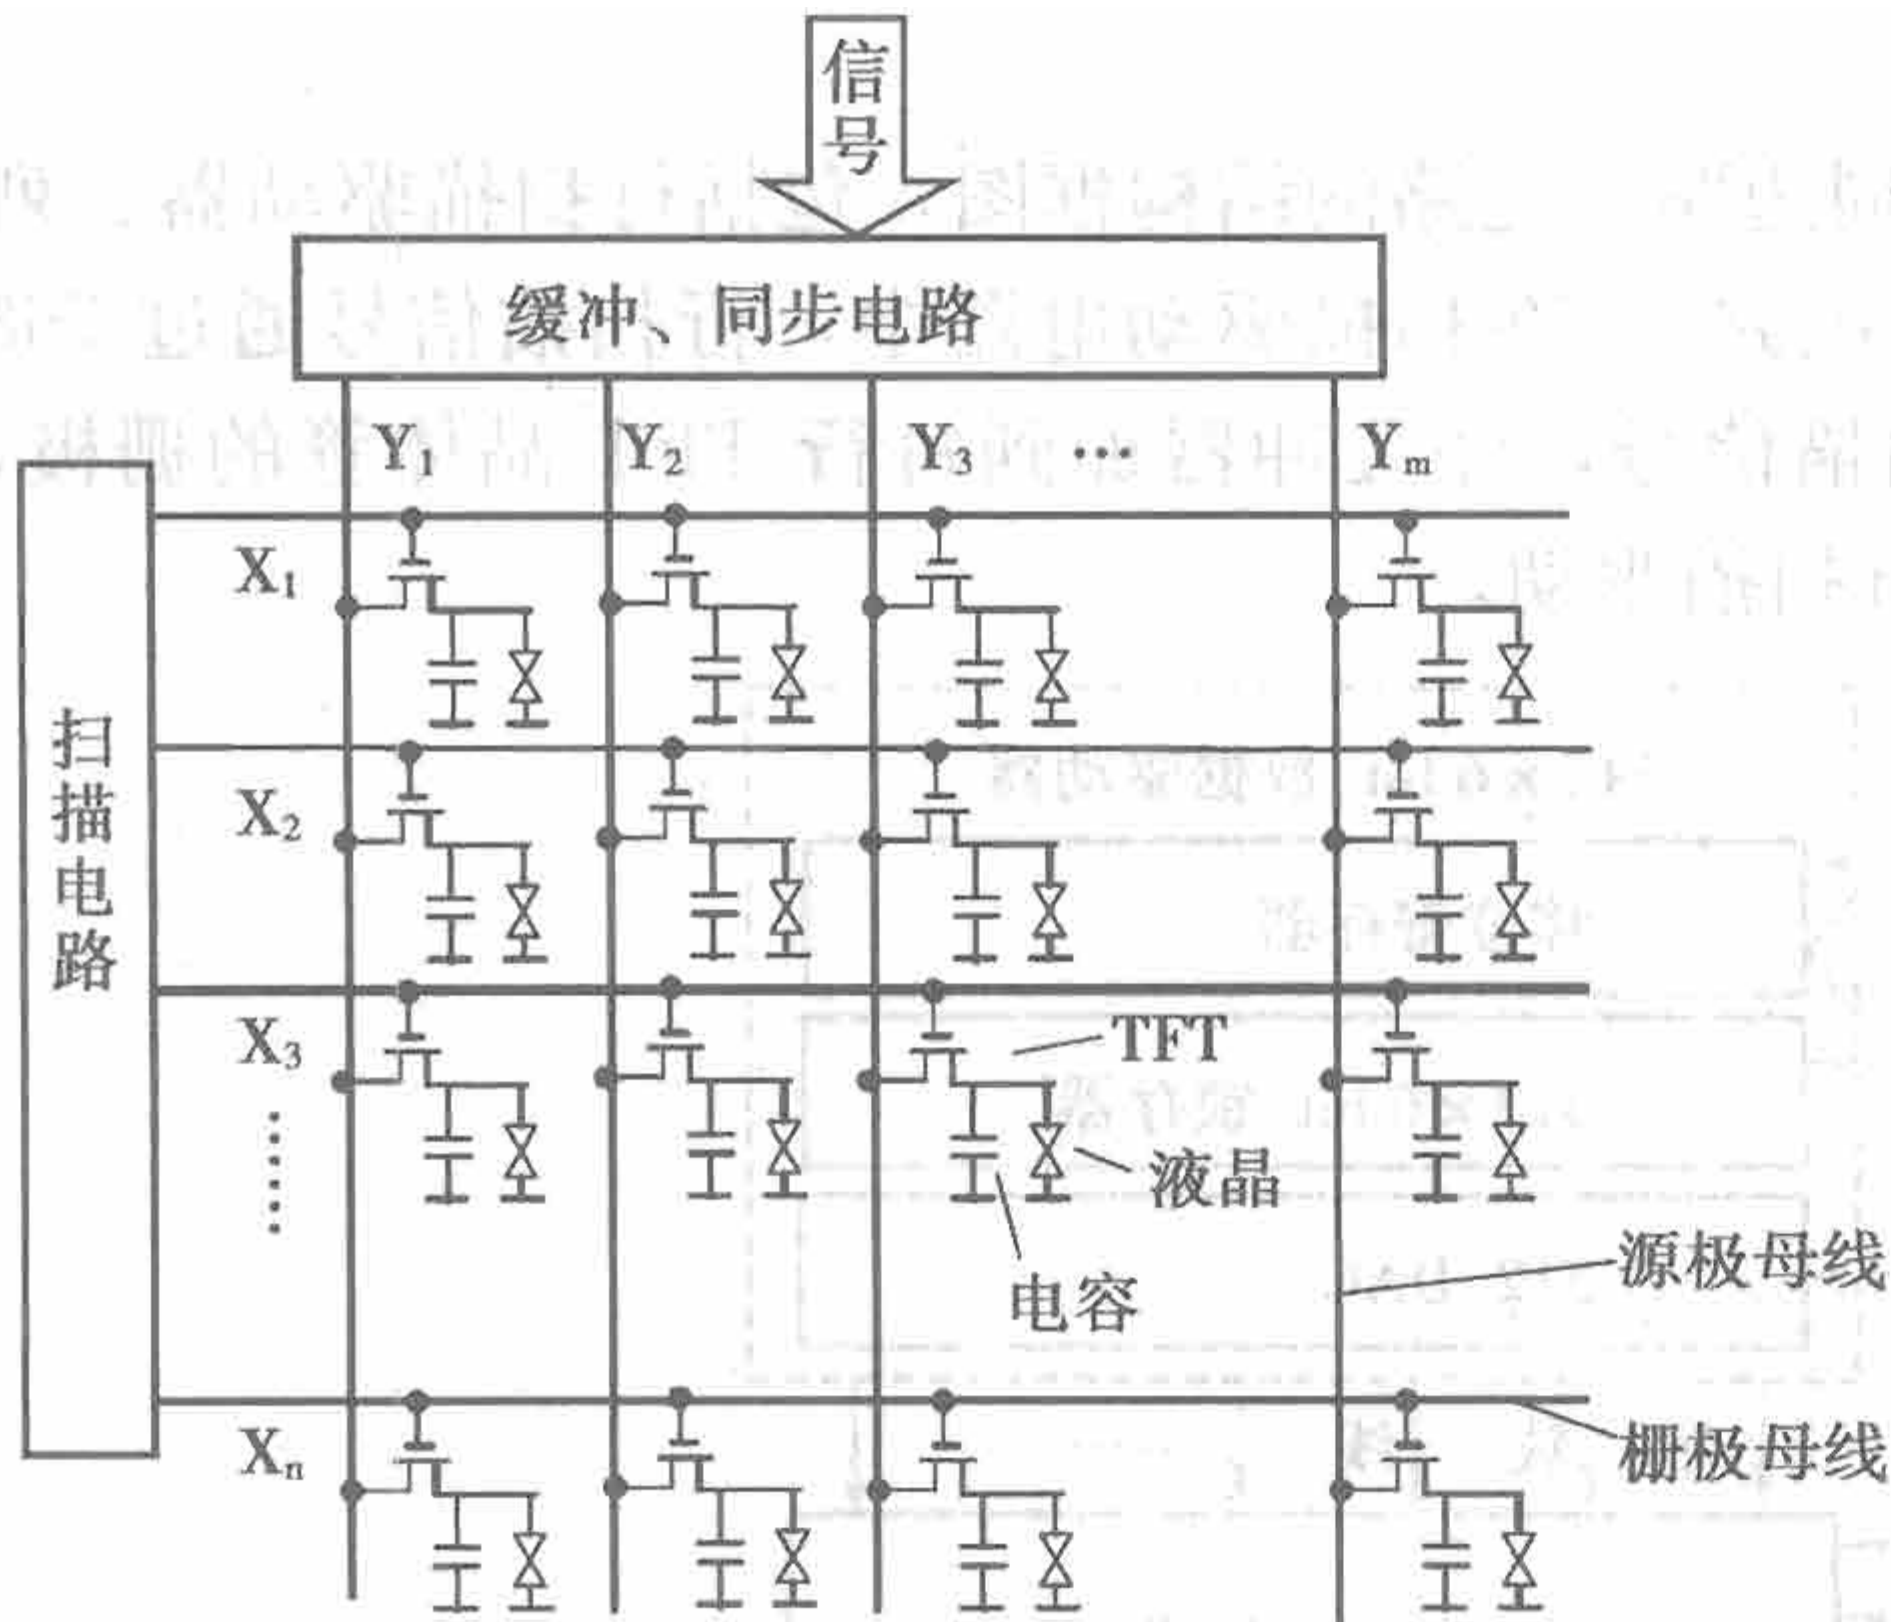 信号
缓冲、同步电路
Y1 Y2 Y3 … Ym
扫描电路
X1
X2
X3
……
TFT
液晶
电容
源极母线
栅极母线
Xn